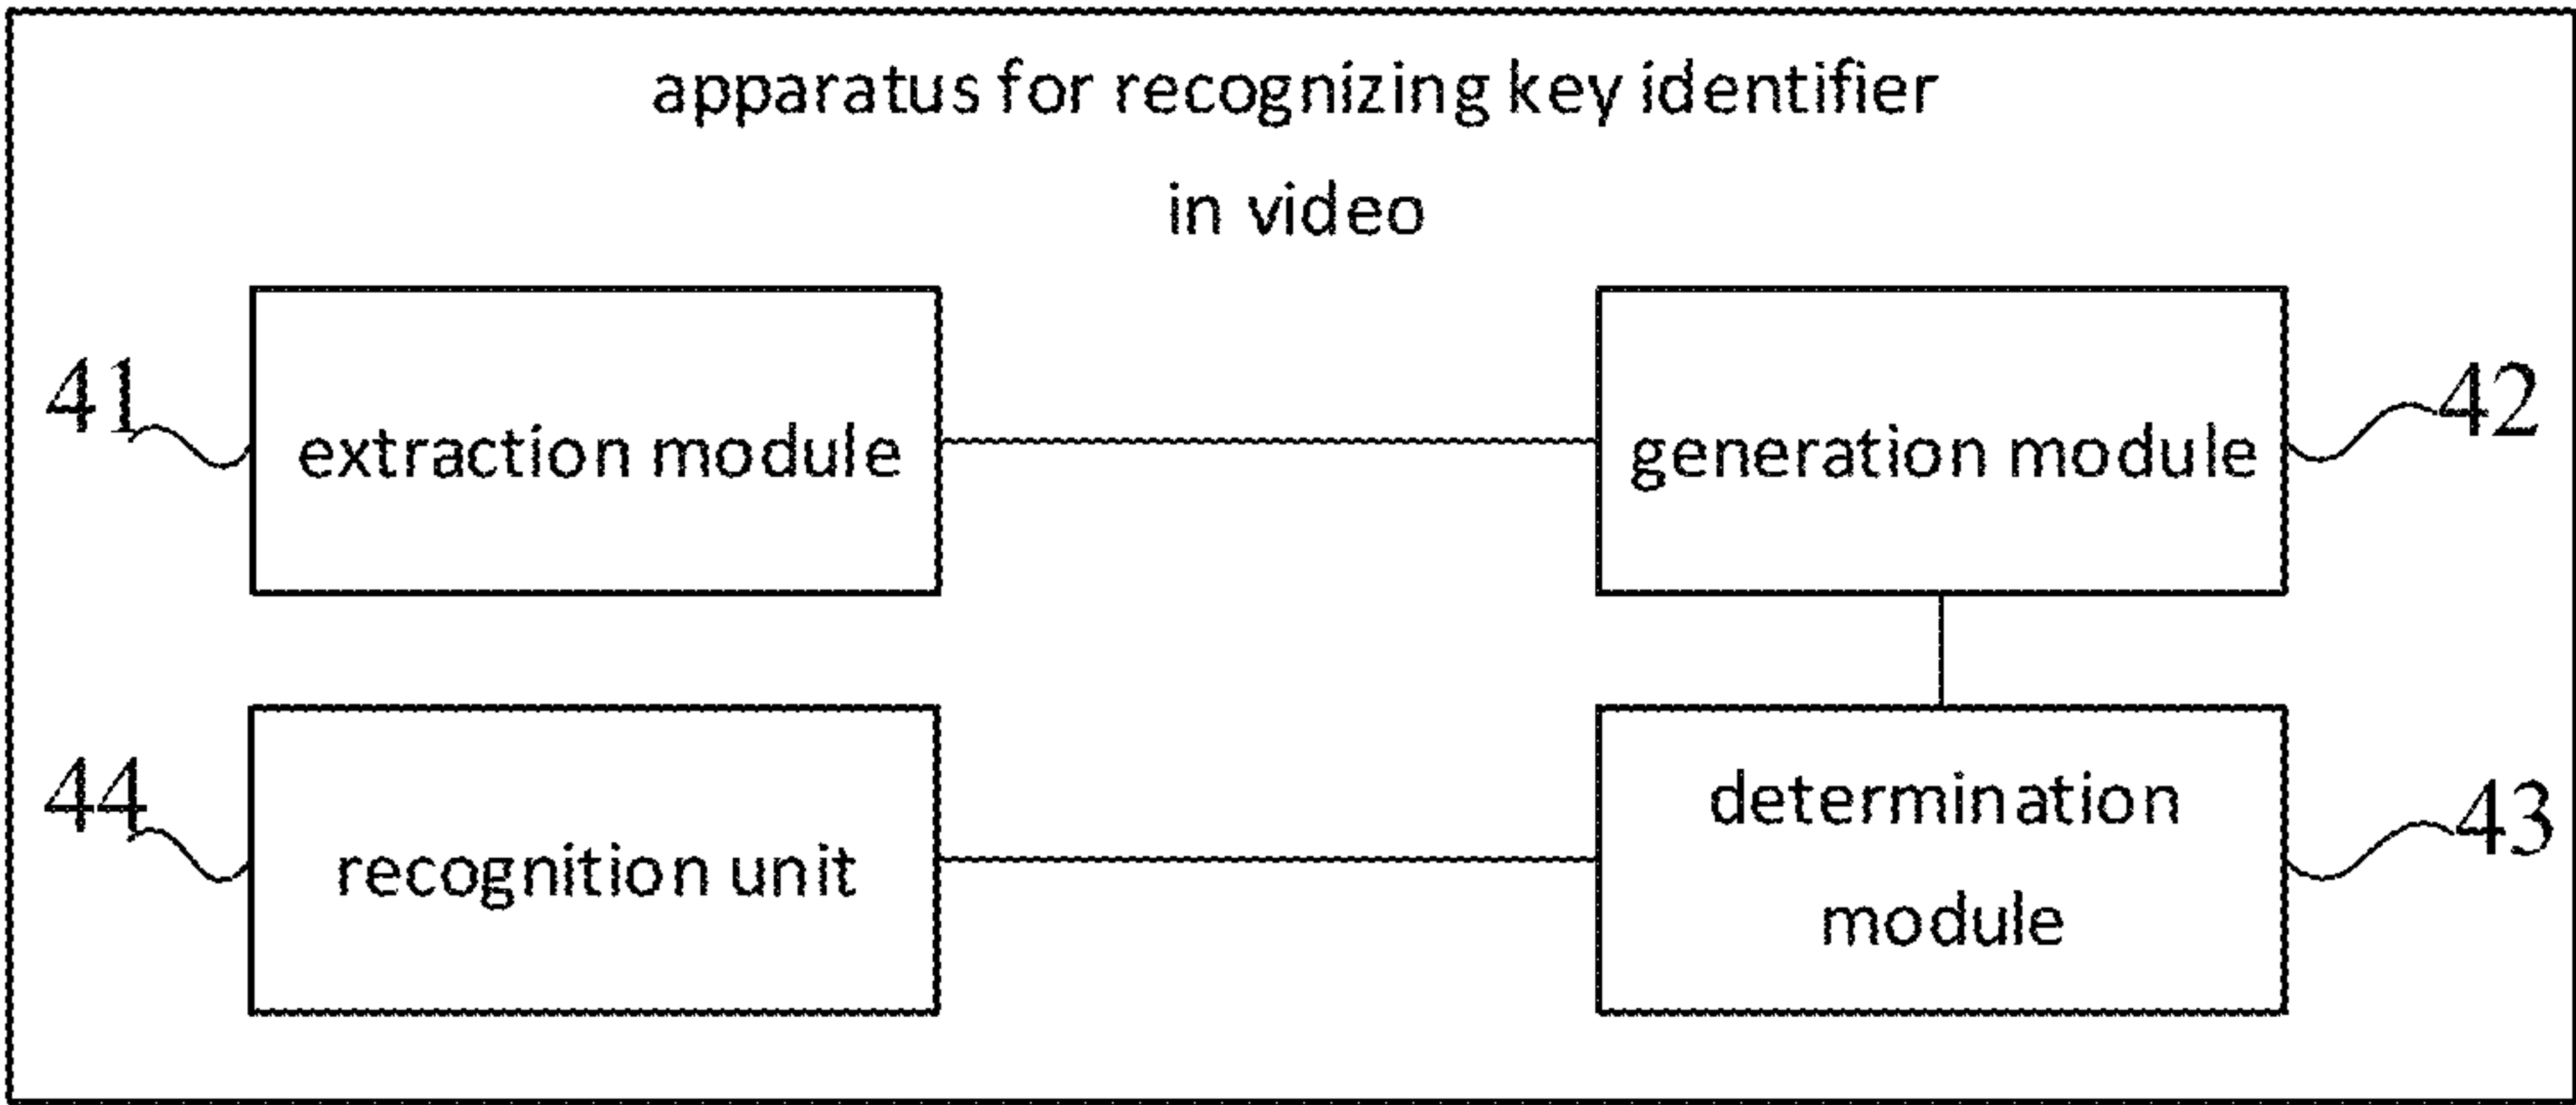 apparatus for recognizing key identifier
in video
41
extraction module
generation module
42
44
recognition unit
determination
module
43